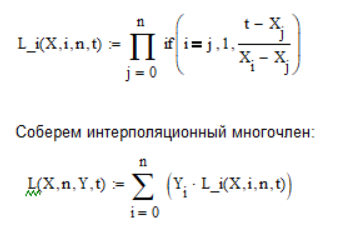 L_i(X,i,n,t) := ∏_{j = 0}^{n} if(i = j, 1, (t − X_j)/(X_i − X_j))
Соберем интерполяционный многочлен:
L(X,n,Y,t) := ∑_{i = 0}^{n} (Y_i · L_i(X,i,n,t))